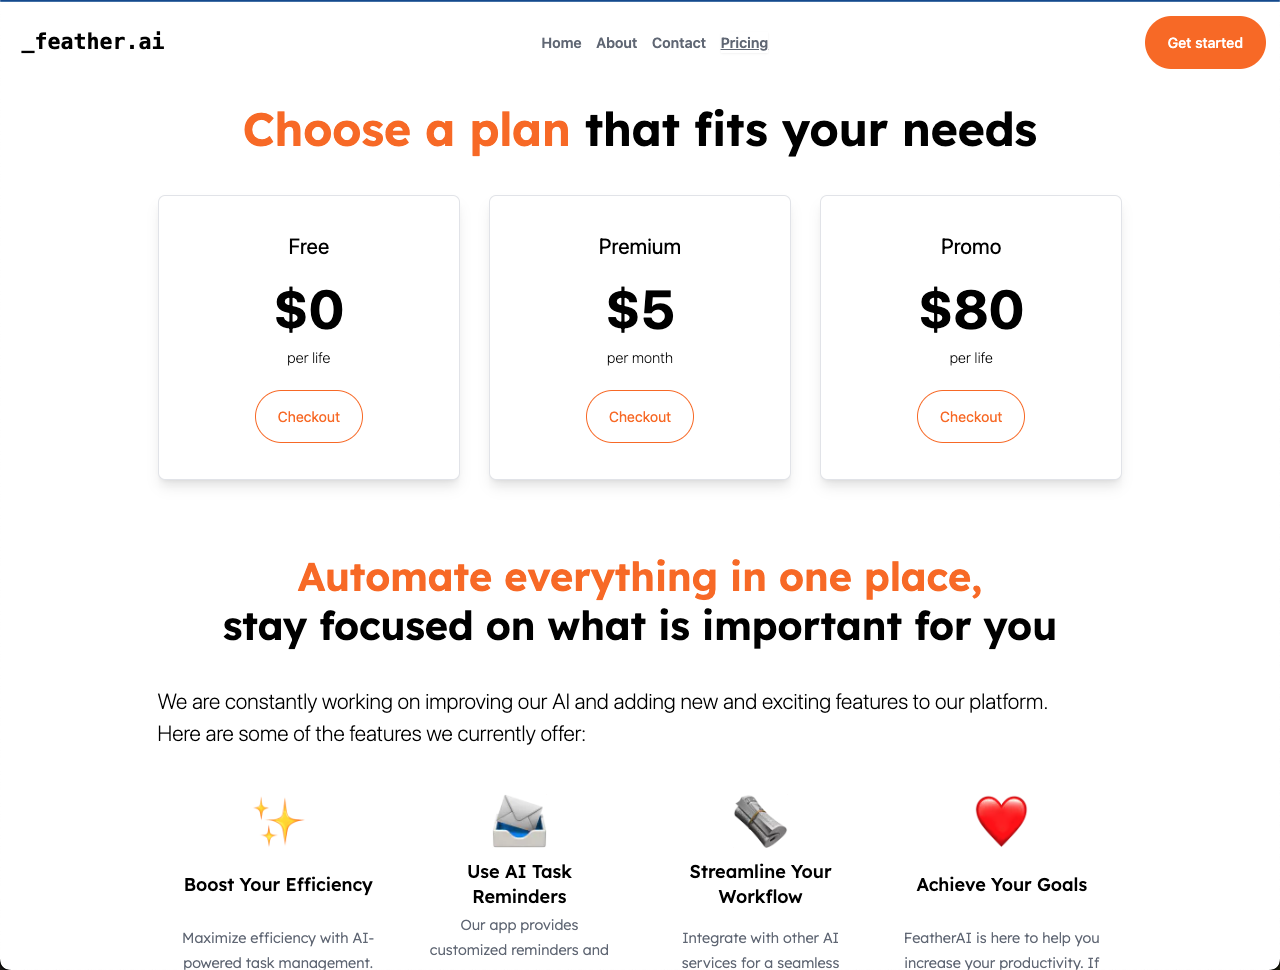 _feather.ai
Home About Contact Pricing
Get started
Choose a plan that fits your needs
Free
$0
per life
Checkout
Premium
$5
per month
Checkout
Promo
$80
per life
Checkout
Automate everything in one place,
stay focused on what is important for you
We are constantly working on improving our AI and adding new and exciting features to our platform.
Here are some of the features we currently offer:
Boost Your Efficiency
Maximize efficiency with AI-
powered task management.
Use AI Task
Reminders
Our app provides
customized reminders and
Streamline Your
Workflow
Integrate with other AI
services for a seamless
Achieve Your Goals
FeatherAI is here to help you
increase your productivity. If